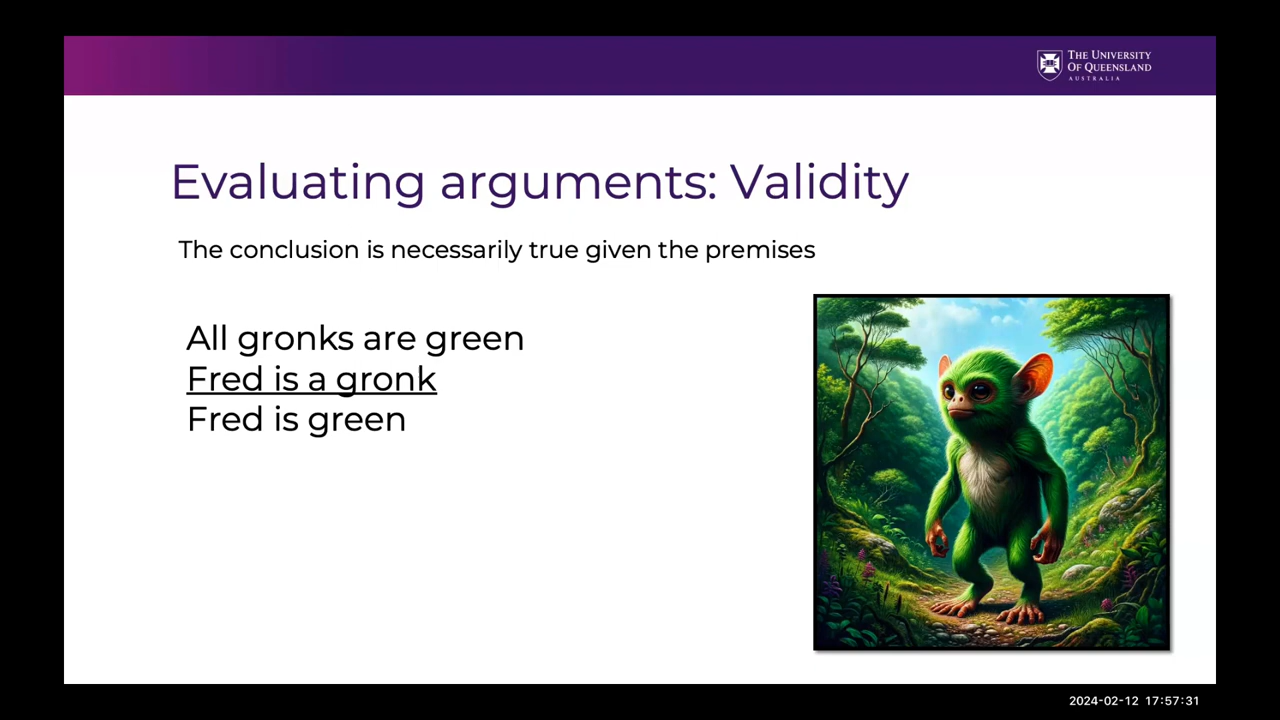 THE UNIVERSITY
OF QUEENSLAND
AUSTRALIA
Evaluating arguments: Validity
The conclusion is necessarily true given the premises
All gronks are green
Fred is a gronk
Fred is green
2024-02-12 17:57:31